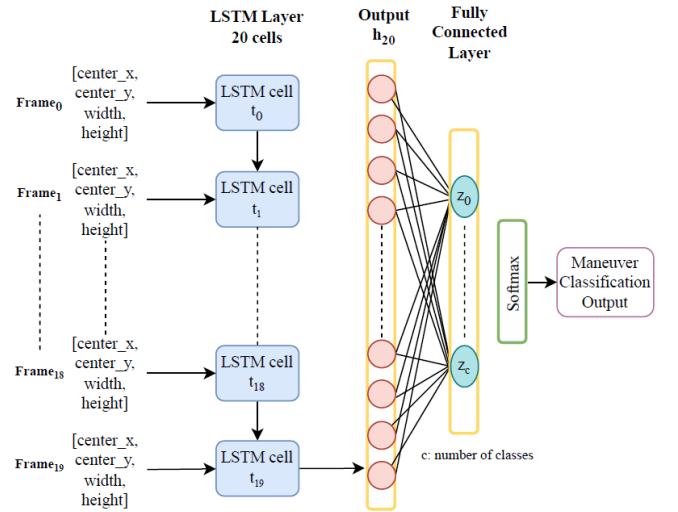 LSTM Layer
20 cells
Output
h20
Fully
Connected
Layer
Frame0
[center_x,
center_y,
width,
height]
LSTM cell
t0
Frame1
[center_x,
center_y,
width,
height]
LSTM cell
t1
z0
Softmax
Maneuver
Classification
Output
Frame18
[center_x,
center_y,
width,
height]
LSTM cell
t18
zc
Frame19
[center_x,
center_y,
width,
height]
LSTM cell
t19
c: number of classes